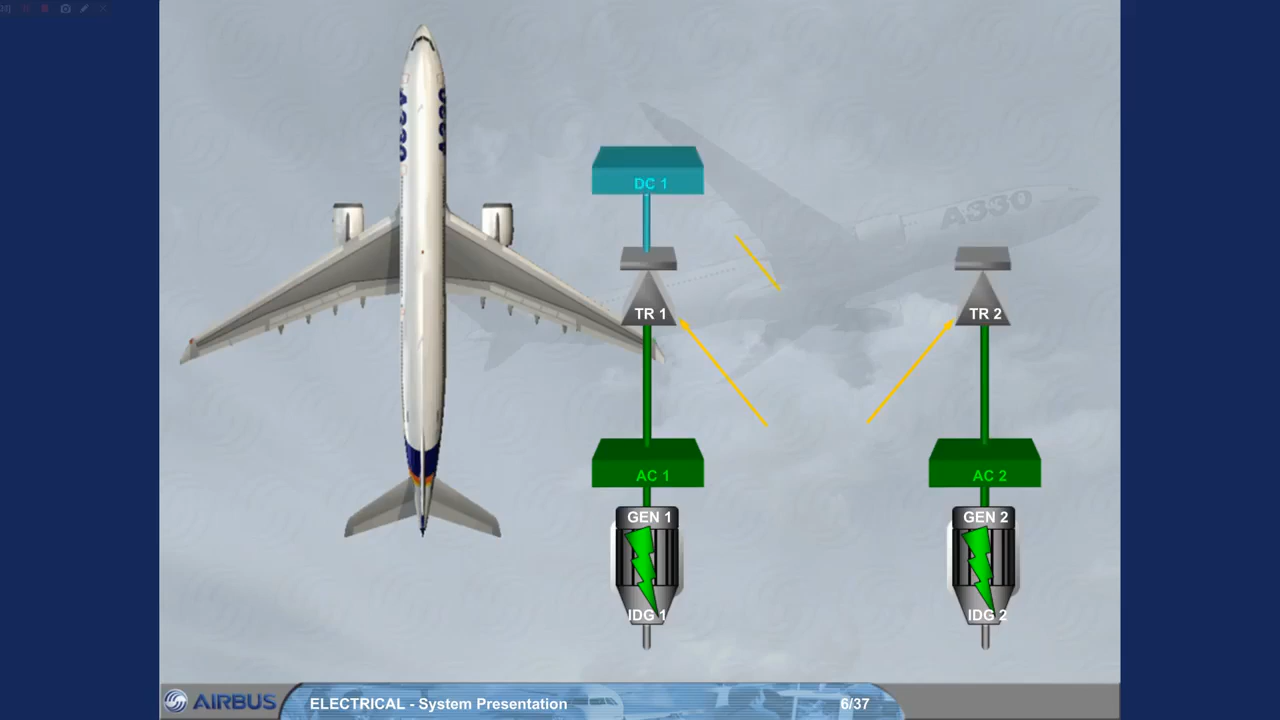 A330
A330
A330
DC 1
TR 1
TR 2
AC 1
AC 2
GEN 1
GEN 2
IDG 1
IDG 2
AIRBUS
ELECTRICAL - System Presentation
6/37